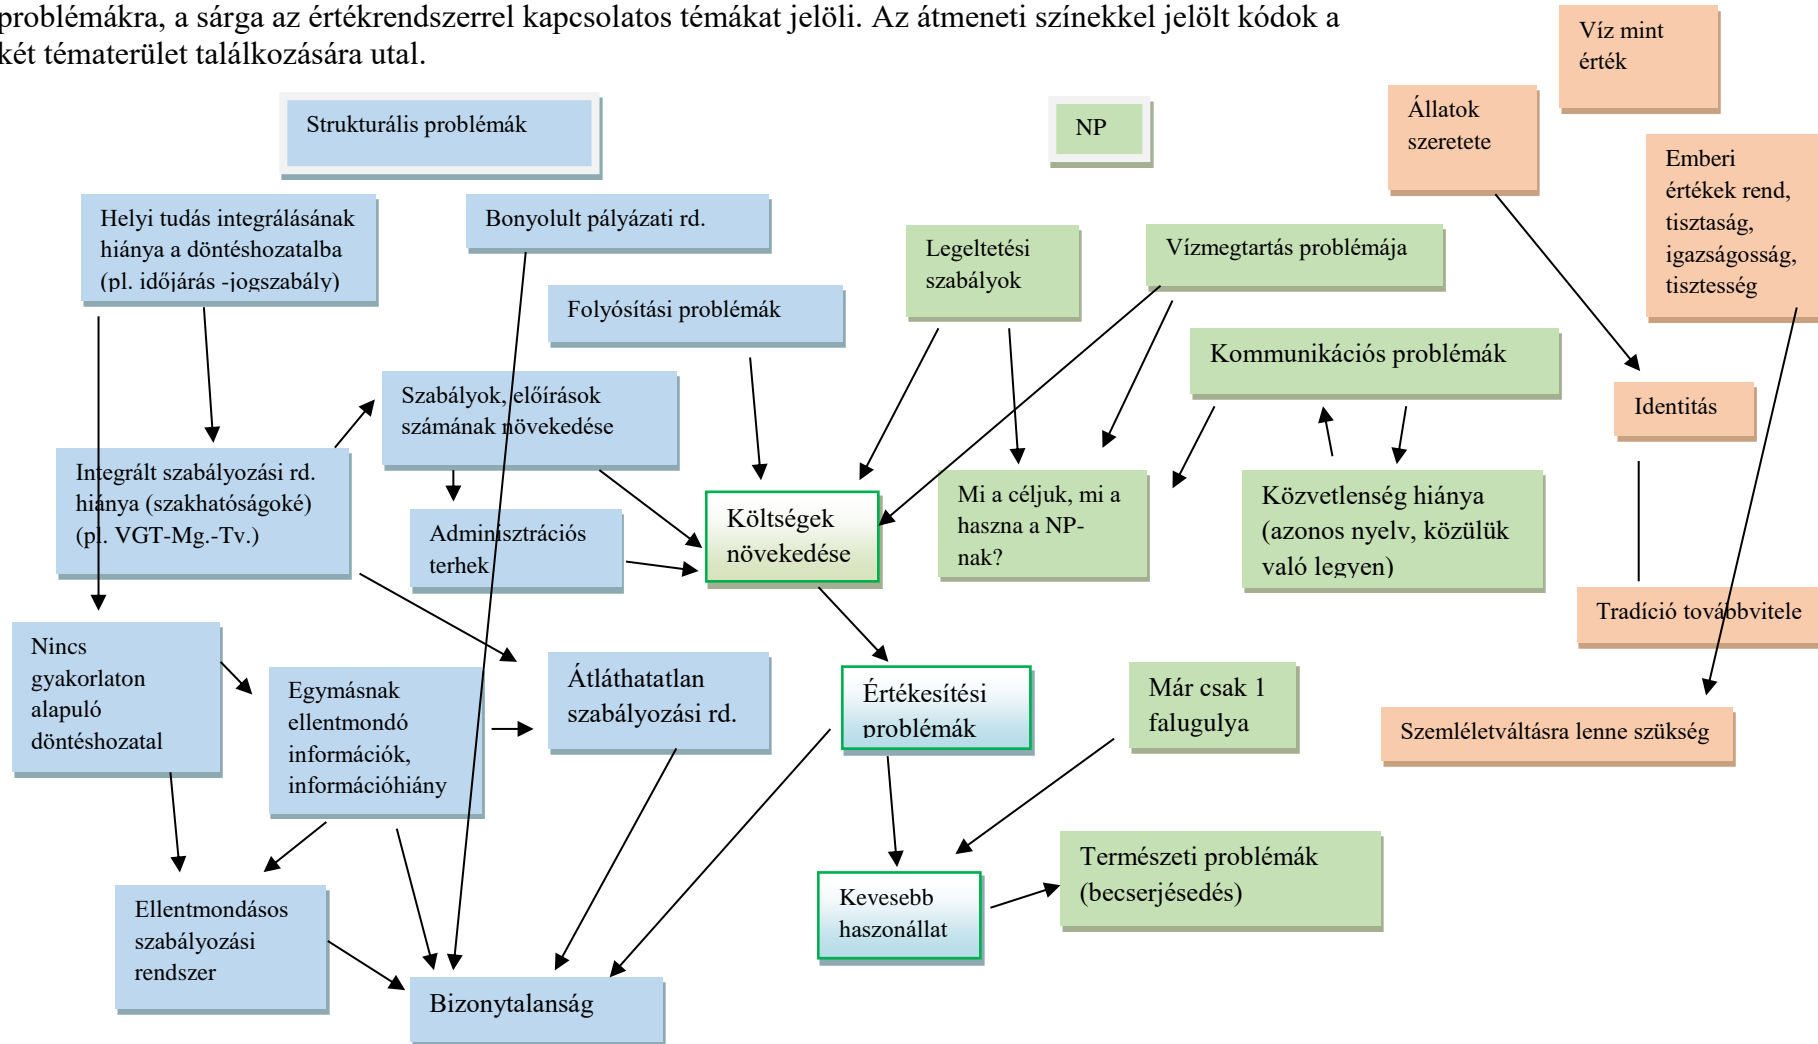 problémákra, a sárga az értékrendszerrel kapcsolatos témákat jelöli. Az átmeneti színekkel jelölt kódok a
két tématerület találkozására utal.
Víz mint
érték
Strukturális problémák
NP
Állatok
szeretete
Emberi
értékek rend,
tisztaság,
igazságosság,
tisztesség
Helyi tudás integrálásának
hiánya a döntéshozatalba
(pl. időjárás -jogszabály)
Bonyolult pályázati rd.
Legeltetési
szabályok
Vízmegtartás problémája
Folyósítási problémák
Kommunikációs problémák
Szabályok, előírások
számának növekedése
Identitás
Integrált szabályozási rd.
hiánya (szakhatóságoké)
(pl. VGT-Mg.-Tv.)
Költségek
növekedése
Mi a céljuk, mi a
haszna a NP-
nak?
Közvetlenség hiánya
(azonos nyelv, közülük
való legyen)
Adminisztrációs
terhek
Tradíció továbbvitele
Nincs
gyakorlaton
alapuló
döntéshozatal
Egymásnak
ellentmondó
információk,
információhiány
Átláthatatlan
szabályozási rd.
Értékesítési
problémák
Már csak 1
falugulya
Szemléletváltásra lenne szükség
Természeti problémák
(becserjésedés)
Kevesebb
haszonállat
Ellentmondásos
szabályozási
rendszer
Bizonytalanság